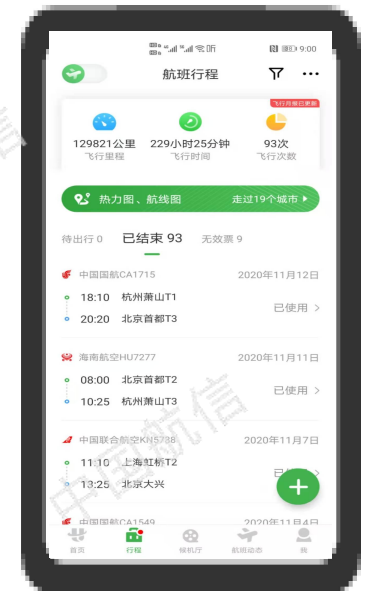 9:00
航班行程
飞行月报已更新
129821公里 229小时25分钟 93次
飞行里程 飞行时间 飞行次数
热力图、航线图 走过19个城市
待出行 0 已结束 93 无效票 9
中国国航CA1715 2020年11月12日
18:10 杭州萧山T1
已使用
20:20 北京首都T3
海南航空HU7277 2020年11月11日
08:00 北京首都T2
已使用
10:25 杭州萧山T3
中国联合航空KN5738 2020年11月7日
11:10 上海虹桥T2
13:25 北京大兴
中国国航CA1549 2020年11月4日
首页 行程 候机厅 航班动态 我
中国航信